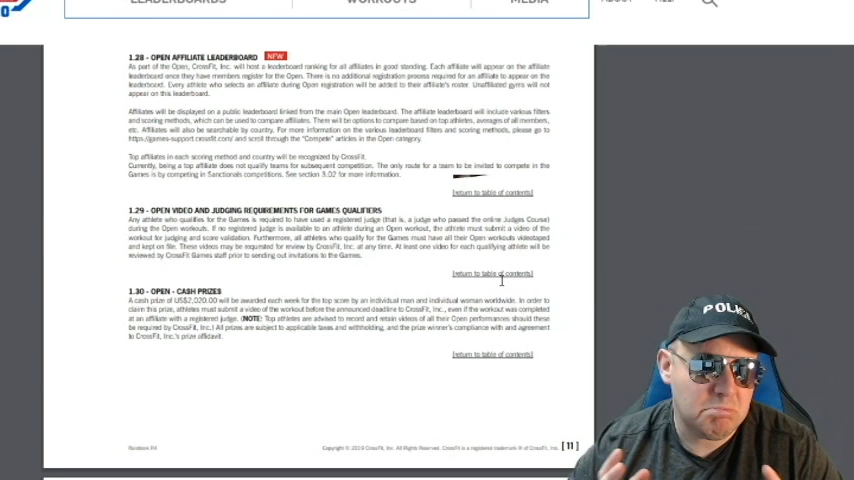 LEADERBOARDS
WORKOUTS
MEDIA
1.28 - OPEN AFFILIATE LEADERBOARD NEW
As part of the Open, CrossFit, Inc. will host a leaderboard ranking for all affiliates in good standing. Each affiliate will appear on the affiliate
leaderboard once they have members register for the Open. There is no additional registration process required for an affiliate to appear on the
leaderboard. Every athlete who selects an affiliate during Open registration will be added to their affiliate's roster. Unaffiliated gyms will not
appear on this leaderboard.
Affiliates will be displayed on a public leaderboard linked from the main Open leaderboard. The affiliate leaderboard will include various filters
and scoring methods, which can be used to compare affiliates. There will be options to compare based on top athletes, averages of all members,
etc. Affiliates will also be searchable by country. For more information on the various leaderboard filters and scoring methods, please go to
https://games-support.crossfit.com/ and scroll through the "Compete" articles in the Open category.
Top affiliates in each scoring method and country will be recognized by CrossFit.
Currently, being a top affiliate does not qualify teams for subsequent competition. The only route for a team to be invited to compete in the
Games is by competing in Sanctionals competitions. See section 3.02 for more information.
[return to table of contents]
1.29 - OPEN VIDEO AND JUDGING REQUIREMENTS FOR GAMES QUALIFIERS
Any athlete who qualifies for the Games is required to have used a registered judge (that is, a judge who passed the online Judges Course)
during the Open workouts. If no registered judge is available to an athlete during an Open workout, the athlete must submit a video of the
workout for judging and score validation. Furthermore, all athletes who qualify for the Games must have all their Open workouts videotaped
and kept on file. These videos may be requested for review by CrossFit, Inc. at any time. At least one video for each qualifying athlete will be
reviewed by CrossFit Games staff prior to sending out invitations to the Games.
[return to table of contents]
1.30 - OPEN - CASH PRIZES
A cash prize of US$2,020.00 will be awarded each week for the top score by an individual man and individual woman worldwide. In order to
claim this prize, athletes must submit a video of the workout before the announced deadline to CrossFit, Inc., even if the workout was completed
at an affiliate with a registered judge. (NOTE: Top athletes are advised to record and retain videos of all their Open performances should these
be required by CrossFit, Inc.) All prizes are subject to applicable taxes and withholding, and the prize winner's compliance with and agreement
to CrossFit, Inc.'s prize affidavit.
[return to table of contents]
Copyright © 2019 CrossFit, Inc. All Rights Reserved. CrossFit is a registered trademark ® of CrossFit, Inc. [ 11 ]
POLICE